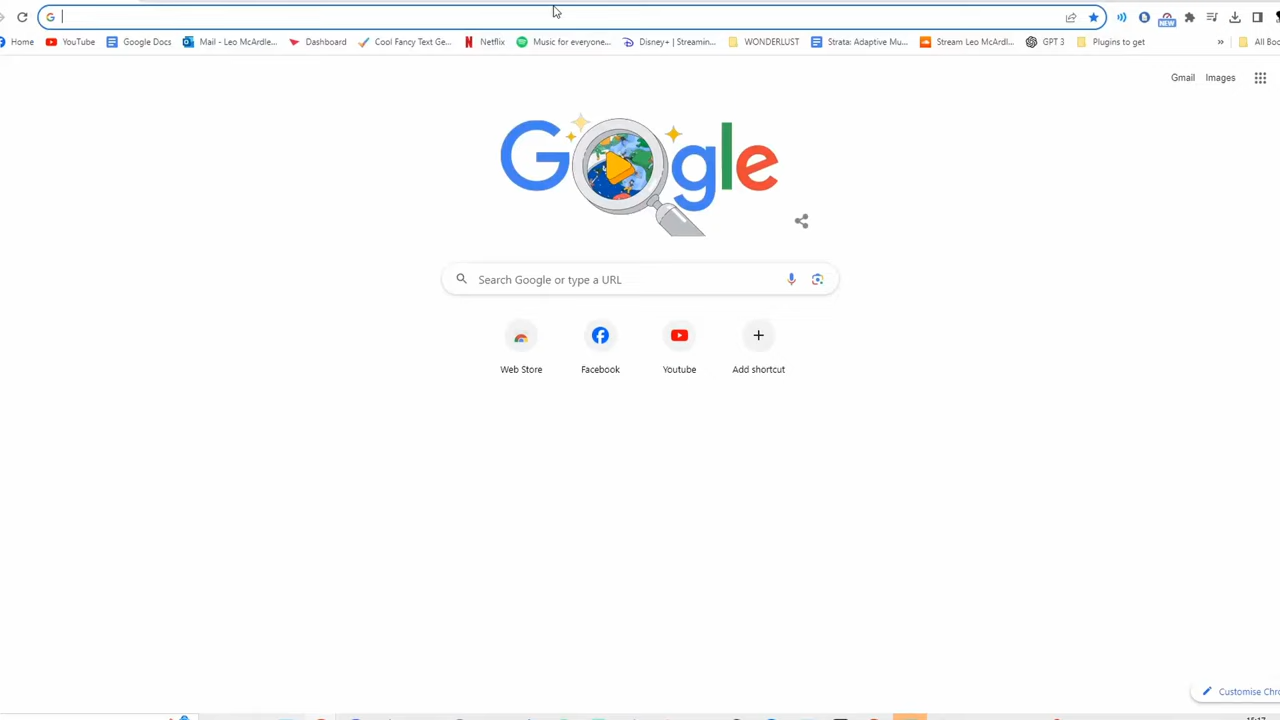 Home YouTube Google Docs Mail - Leo McArdle... Dashboard Cool Fancy Text Ge... Netflix Music for everyone... Disney+ | Streamin... WONDERLUST Strata: Adaptive Mu... Stream Leo McArdl... GPT 3 Plugins to get » All Boo
NEW
Gmail Images
Google
Search Google or type a URL
Web Store Facebook Youtube Add shortcut
Customise Chro